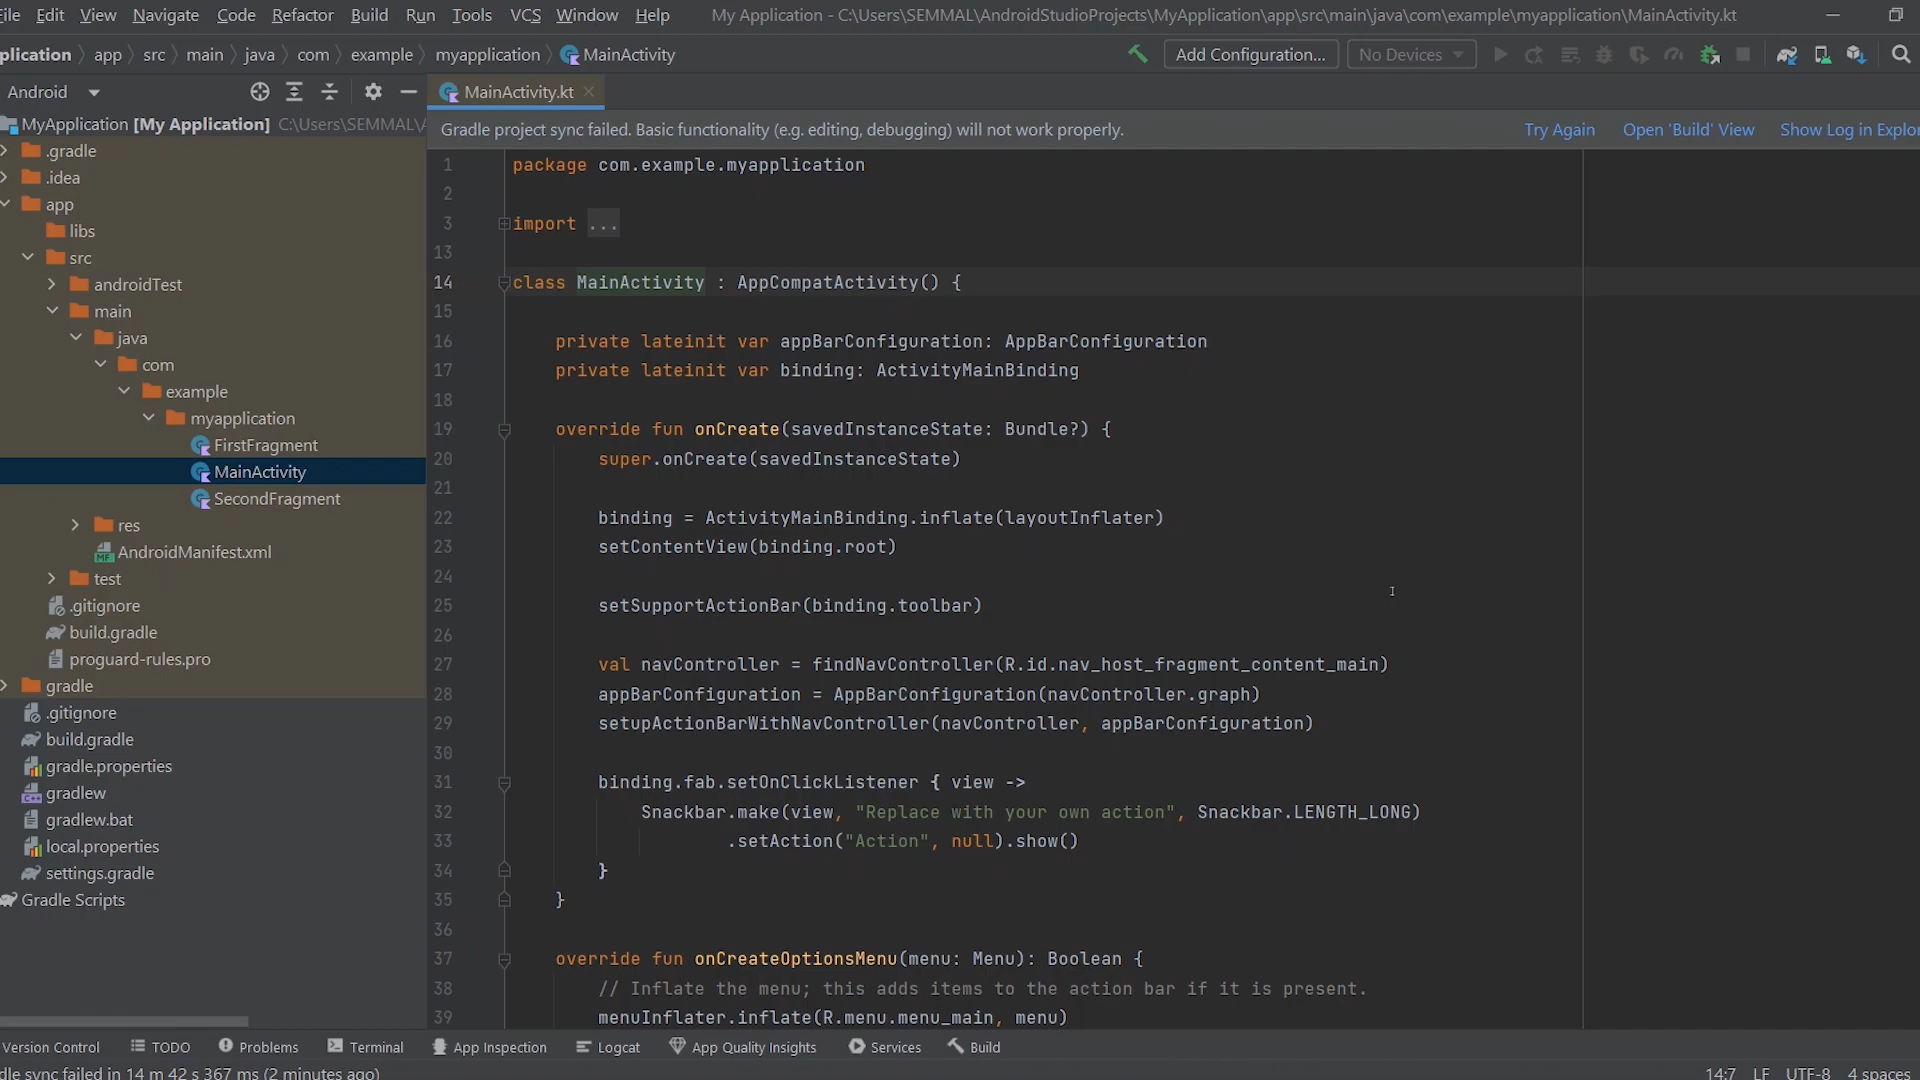 ile Edit View Navigate Code Refactor Build Run Tools VCS Window Help My Application - C:\Users\SEMMAL\AndroidStudioProjects\MyApplication\app\src\main\java\com\example\myapplication\MainActivity.kt
plication app src main java com example myapplication MainActivity Add Configuration... No Devices
Android
MainActivity.kt
MyApplication [My Application] C:\Users\SEMMAL\A
Gradle project sync failed. Basic functionality (e.g. editing, debugging) will not work properly. Try Again Open 'Build' View Show Log in Explor
.gradle
.idea
app
libs
src
androidTest
main
java
com
example
myapplication
FirstFragment
MainActivity
SecondFragment
res
AndroidManifest.xml
test
.gitignore
build.gradle
proguard-rules.pro
gradle
.gitignore
build.gradle
gradle.properties
gradlew
gradlew.bat
local.properties
settings.gradle
Gradle Scripts
1 package com.example.myapplication
2
3 import ...
13
14 class MainActivity : AppCompatActivity() {
15
16 private lateinit var appBarConfiguration: AppBarConfiguration
17 private lateinit var binding: ActivityMainBinding
18
19 override fun onCreate(savedInstanceState: Bundle?) {
20 super.onCreate(savedInstanceState)
21
22 binding = ActivityMainBinding.inflate(layoutInflater)
23 setContentView(binding.root)
24
25 setSupportActionBar(binding.toolbar)
26
27 val navController = findNavController(R.id.nav_host_fragment_content_main)
28 appBarConfiguration = AppBarConfiguration(navController.graph)
29 setupActionBarWithNavController(navController, appBarConfiguration)
30
31 binding.fab.setOnClickListener { view ->
32 Snackbar.make(view, "Replace with your own action", Snackbar.LENGTH_LONG)
33 .setAction("Action", null).show()
34 }
35 }
36
37 override fun onCreateOptionsMenu(menu: Menu): Boolean {
38 // Inflate the menu; this adds items to the action bar if it is present.
39 menuInflater.inflate(R.menu.menu_main, menu)
Version Control TODO Problems Terminal App Inspection Logcat App Quality Insights Services Build
dle sync failed in 14 m 42 s 367 ms (2 minutes ago) 14:7 LF UTF-8 4 spaces